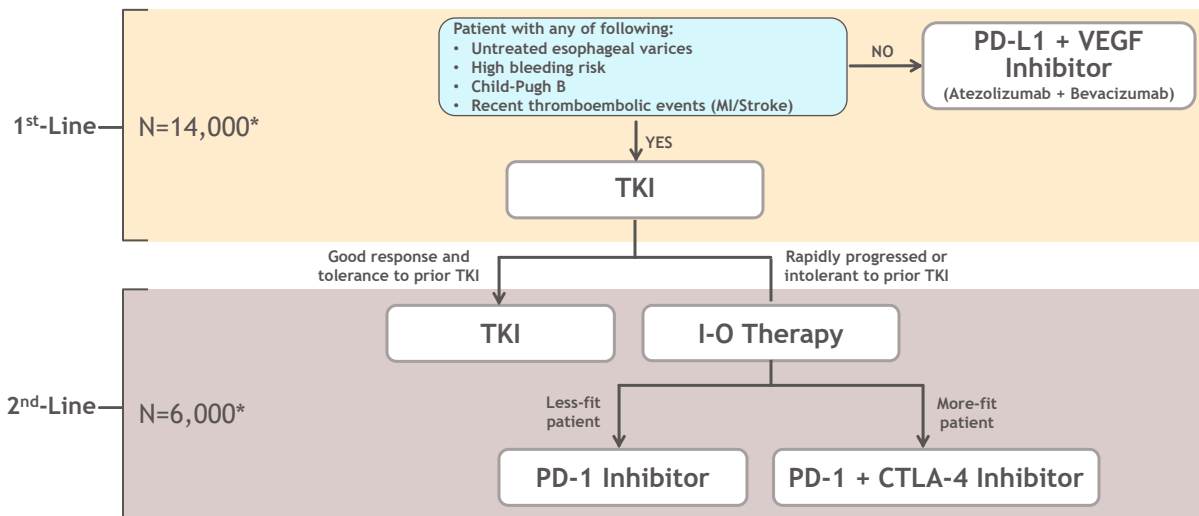 Patient with any of following:
• Untreated esophageal varices
• High bleeding risk
• Child-Pugh B
• Recent thromboembolic events (MI/Stroke)
NO
PD-L1 + VEGF
Inhibitor
(Atezolizumab + Bevacizumab)
1st-Line
N=14,000*
YES
TKI
Good response and
tolerance to prior TKI
Rapidly progressed or
intolerant to prior TKI
TKI
I-O Therapy
2nd-Line
N=6,000*
Less-fit
patient
More-fit
patient
PD-1 Inhibitor
PD-1 + CTLA-4 Inhibitor